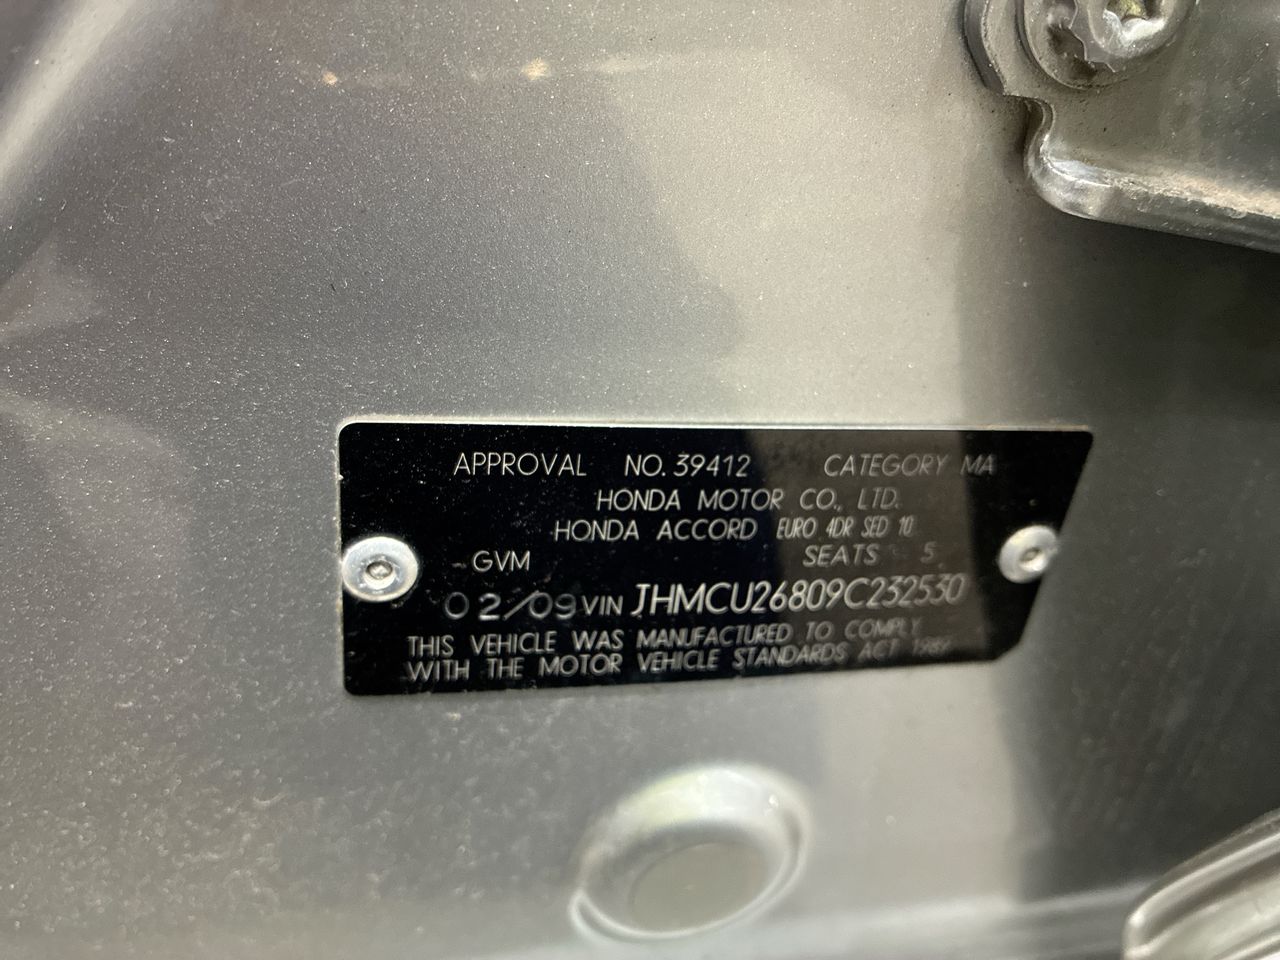 APPROVAL NO. 39412 CATEGORY MA
HONDA MOTOR CO., LTD.
HONDA ACCORD EURO 4DR SED 10
GVM SEATS 5
02/09 VIN JHMCU26809C232530
THIS VEHICLE WAS MANUFACTURED TO COMPLY
WITH THE MOTOR VEHICLE STANDARDS ACT 1989